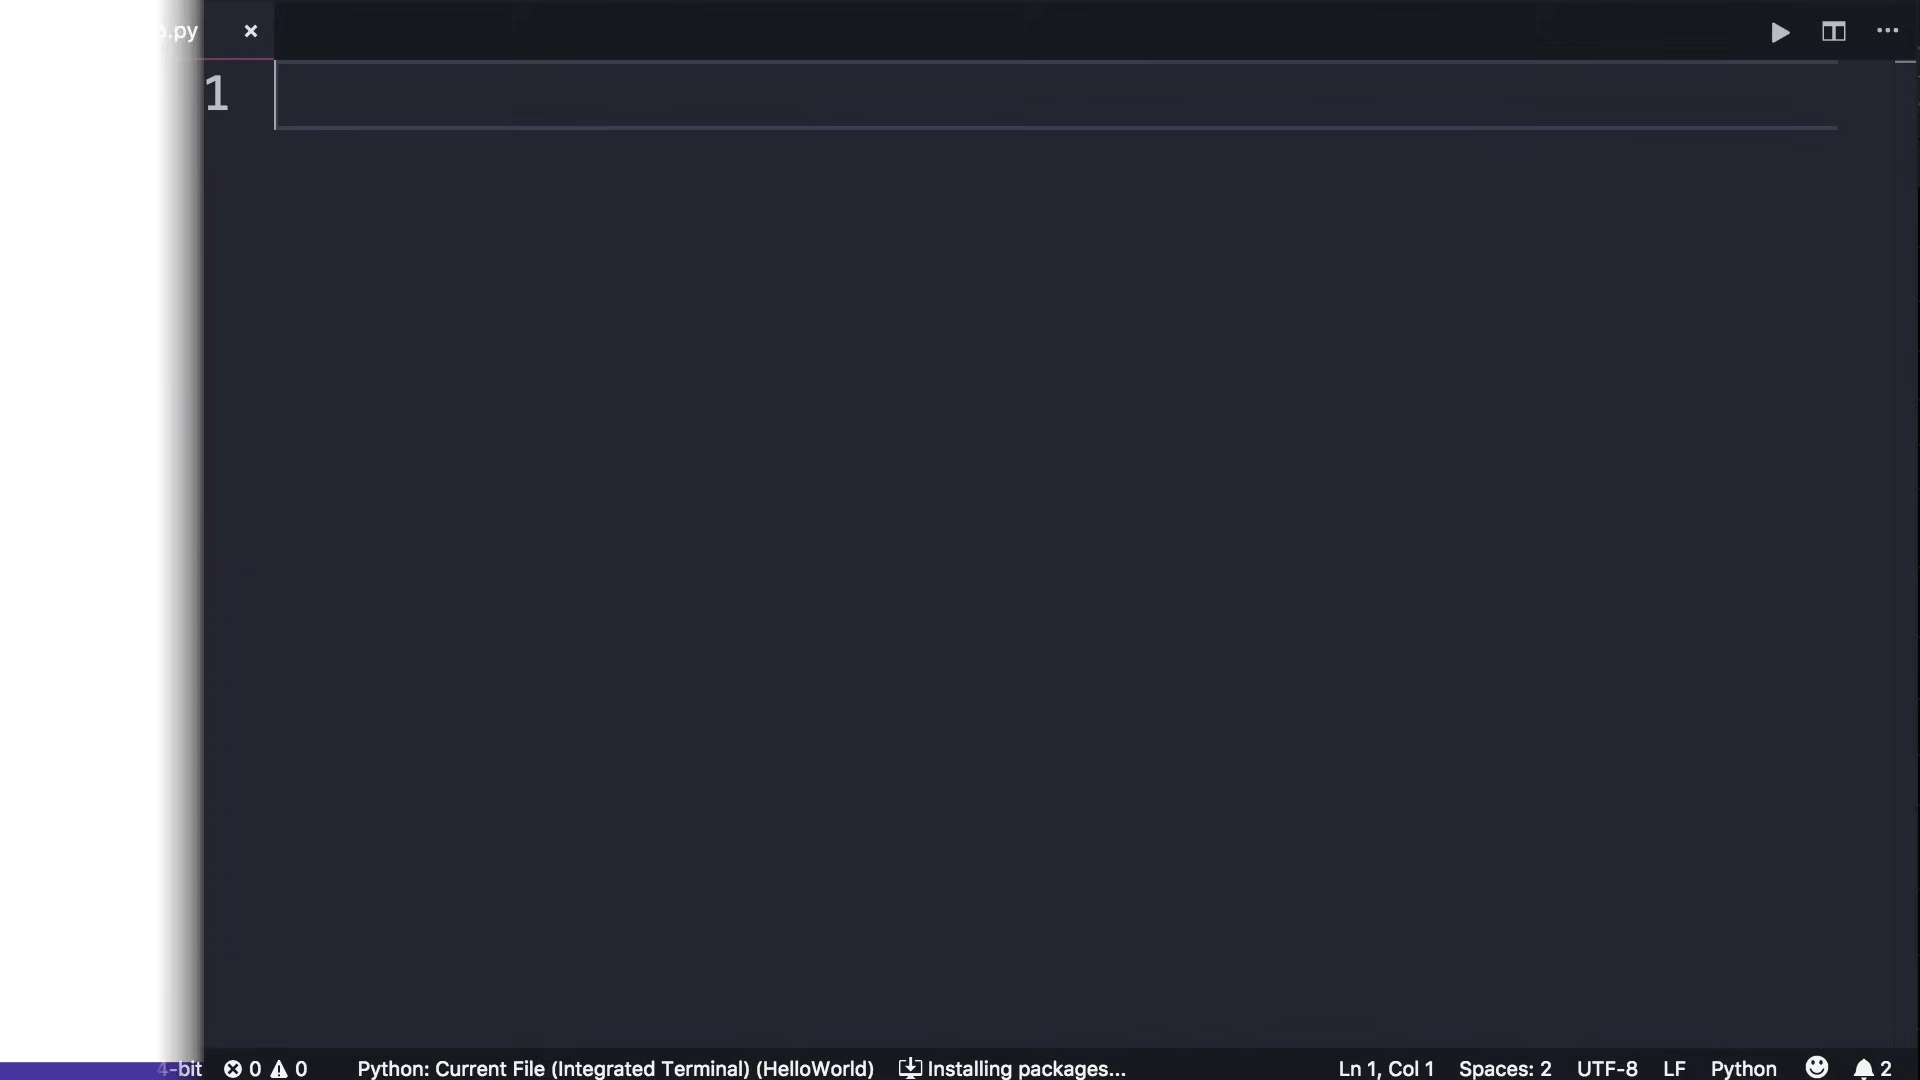 .py
1
4-bit 0 0 Python: Current File (Integrated Terminal) (HelloWorld) Installing packages... Ln 1, Col 1 Spaces: 2 UTF-8 LF Python 2